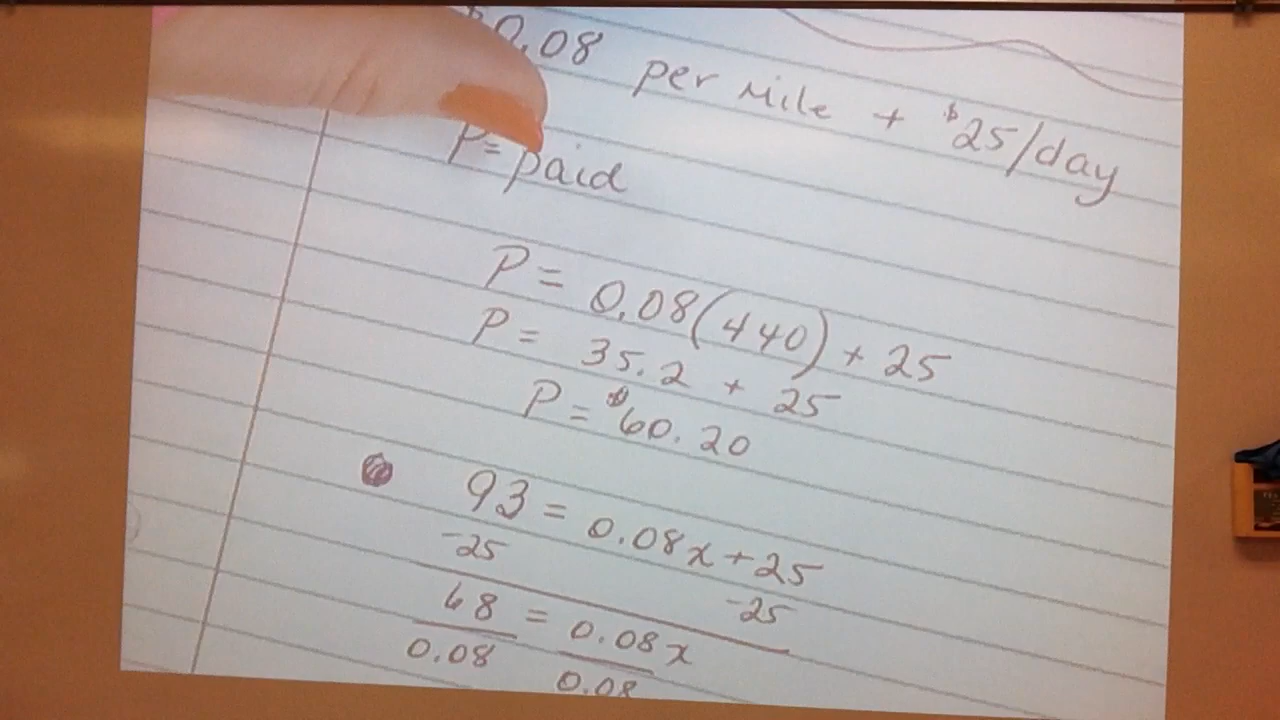 $0.08 per mile + $25/day
P = paid
P = 0.08(440) + 25
P = 35.2 + 25
P = $60.20
93 = 0.08x + 25
-25 -25
68 = 0.08x
0.08 0.08